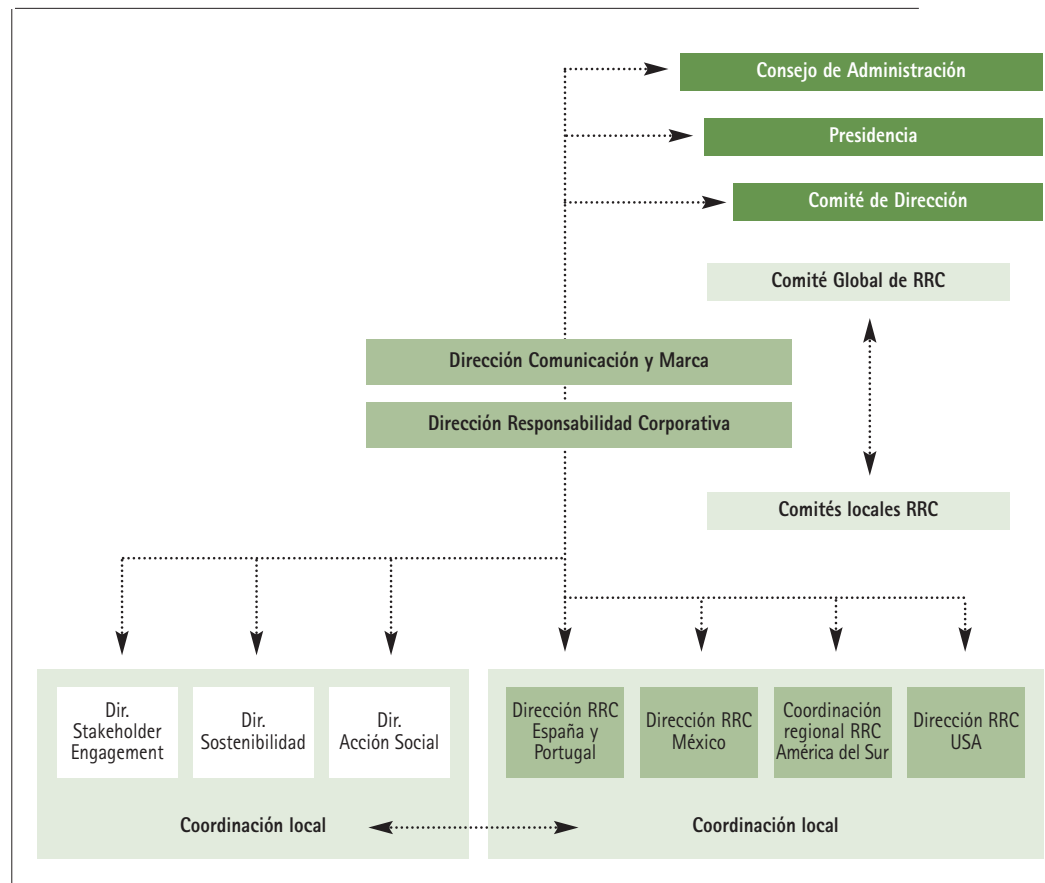 Consejo de Administración
Presidencia
Comité de Dirección
Comité Global de RRC
Dirección Comunicación y Marca
Dirección Responsabilidad Corporativa
Comités locales RRC
Dir.
Stakeholder
Engagement
Dir.
Sostenibilidad
Dir.
Acción Social
Dirección RRC
España y
Portugal
Dirección RRC
México
Coordinación
regional RRC
América del Sur
Dirección RRC
USA
Coordinación local
Coordinación local